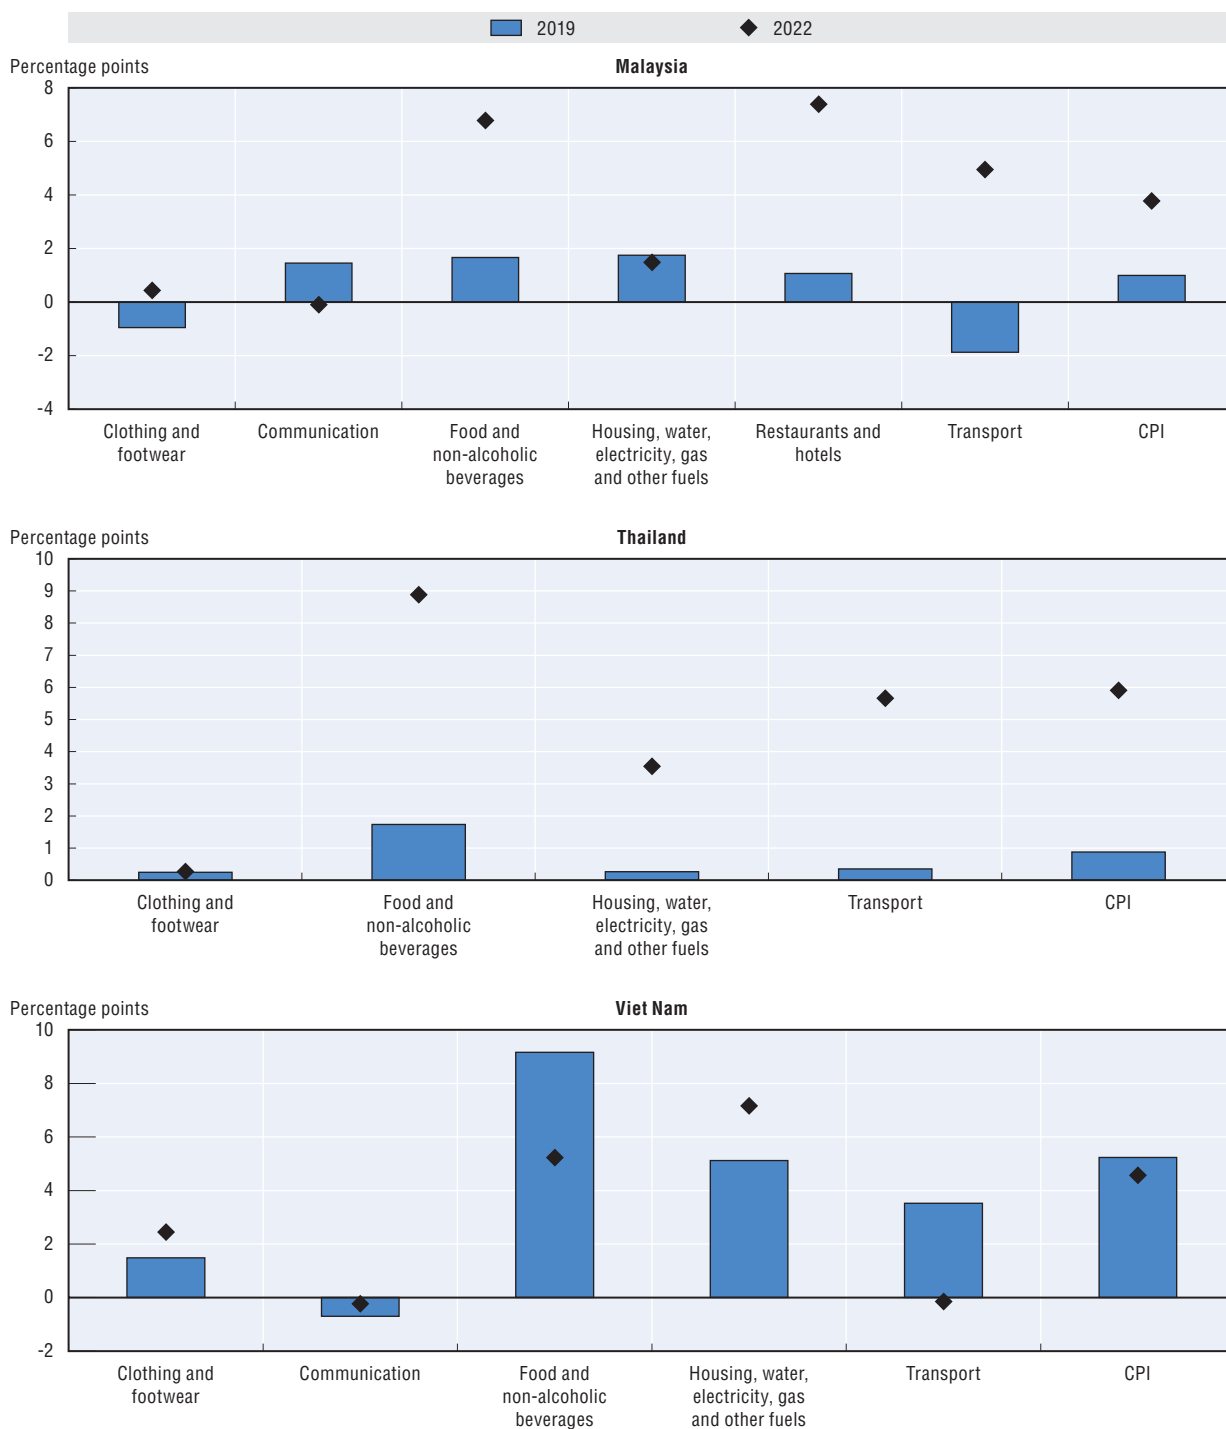 2019 2022
Percentage points Malaysia
8
6
4
2
0
-2
-4
Clothing and Communication Food and Housing, water, Restaurants and Transport CPI
footwear non-alcoholic electricity, gas hotels
beverages and other fuels
Percentage points Thailand
10
9
8
7
6
5
4
3
2
1
0
Clothing and Food and Housing, water, Transport CPI
footwear non-alcoholic electricity, gas
beverages and other fuels
Percentage points Viet Nam
10
8
6
4
2
0
-2
Clothing and Communication Food and Housing, water, Transport CPI
footwear non-alcoholic electricity, gas
beverages and other fuels